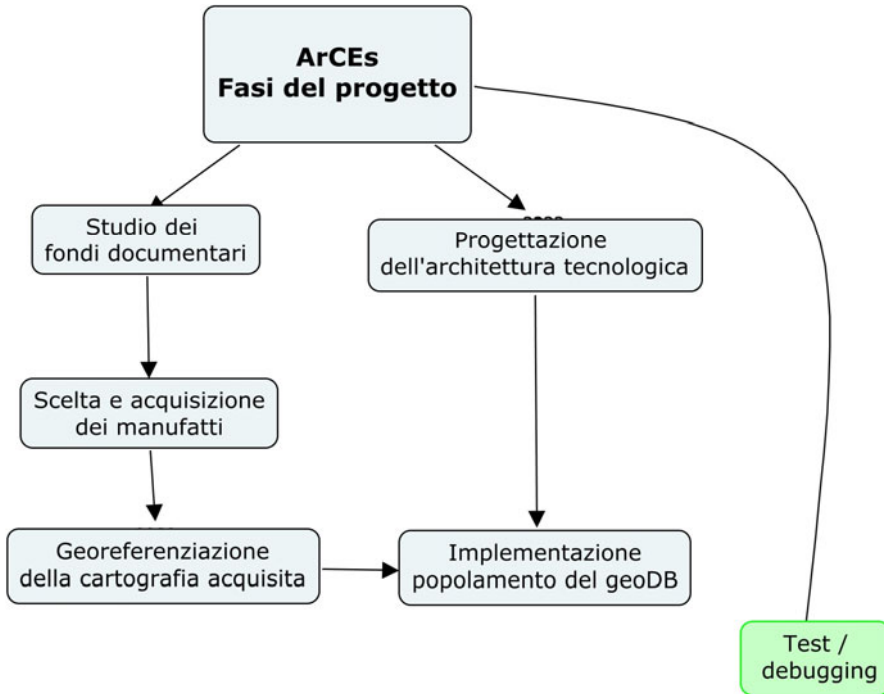 ArCEs
Fasi del progetto
Studio dei
fondi documentari
Progettazione
dell'architettura tecnologica
Scelta e acquisizione
dei manufatti
Georeferenziazione
della cartografia acquisita
Implementazione
popolamento del geoDB
Test /
debugging